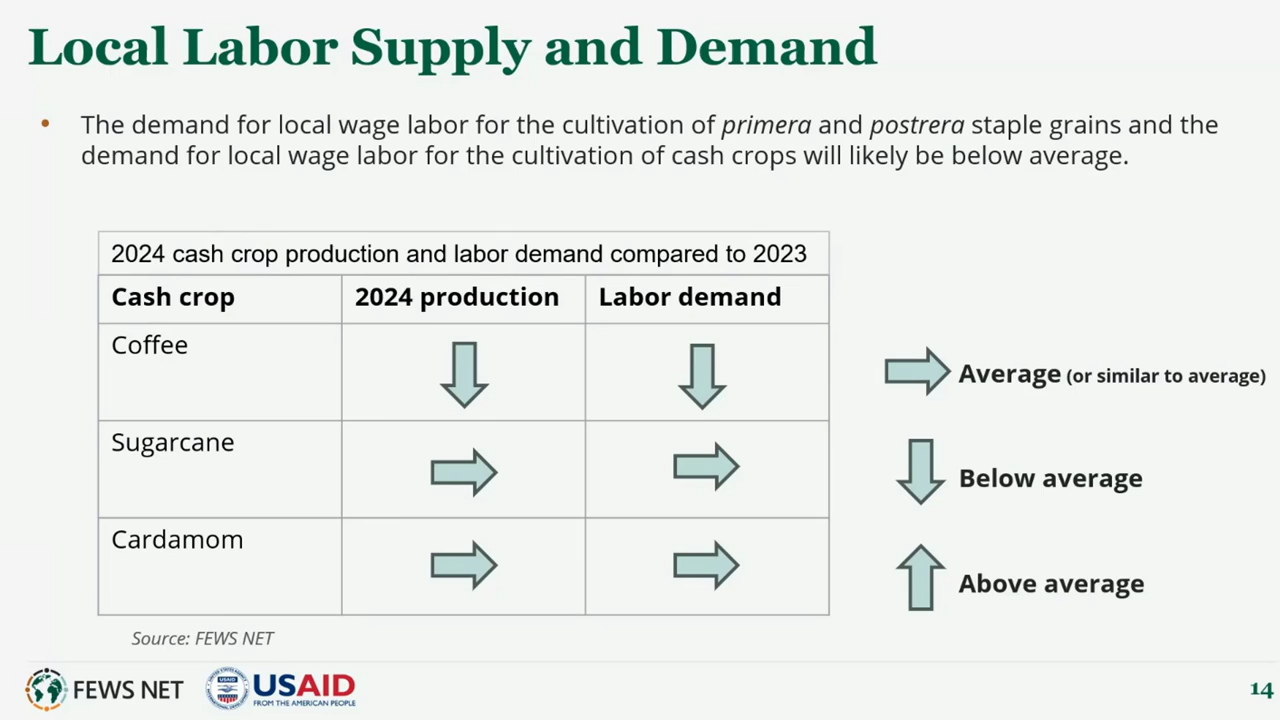 Local Labor Supply and Demand
• The demand for local wage labor for the cultivation of primera and postrera staple grains and the
demand for local wage labor for the cultivation of cash crops will likely be below average.
2024 cash crop production and labor demand compared to 2023
Cash crop 2024 production Labor demand
Coffee
Sugarcane
Cardamom
Average (or similar to average)
Below average
Above average
Source: FEWS NET
FEWS NET
USAID
FROM THE AMERICAN PEOPLE
14